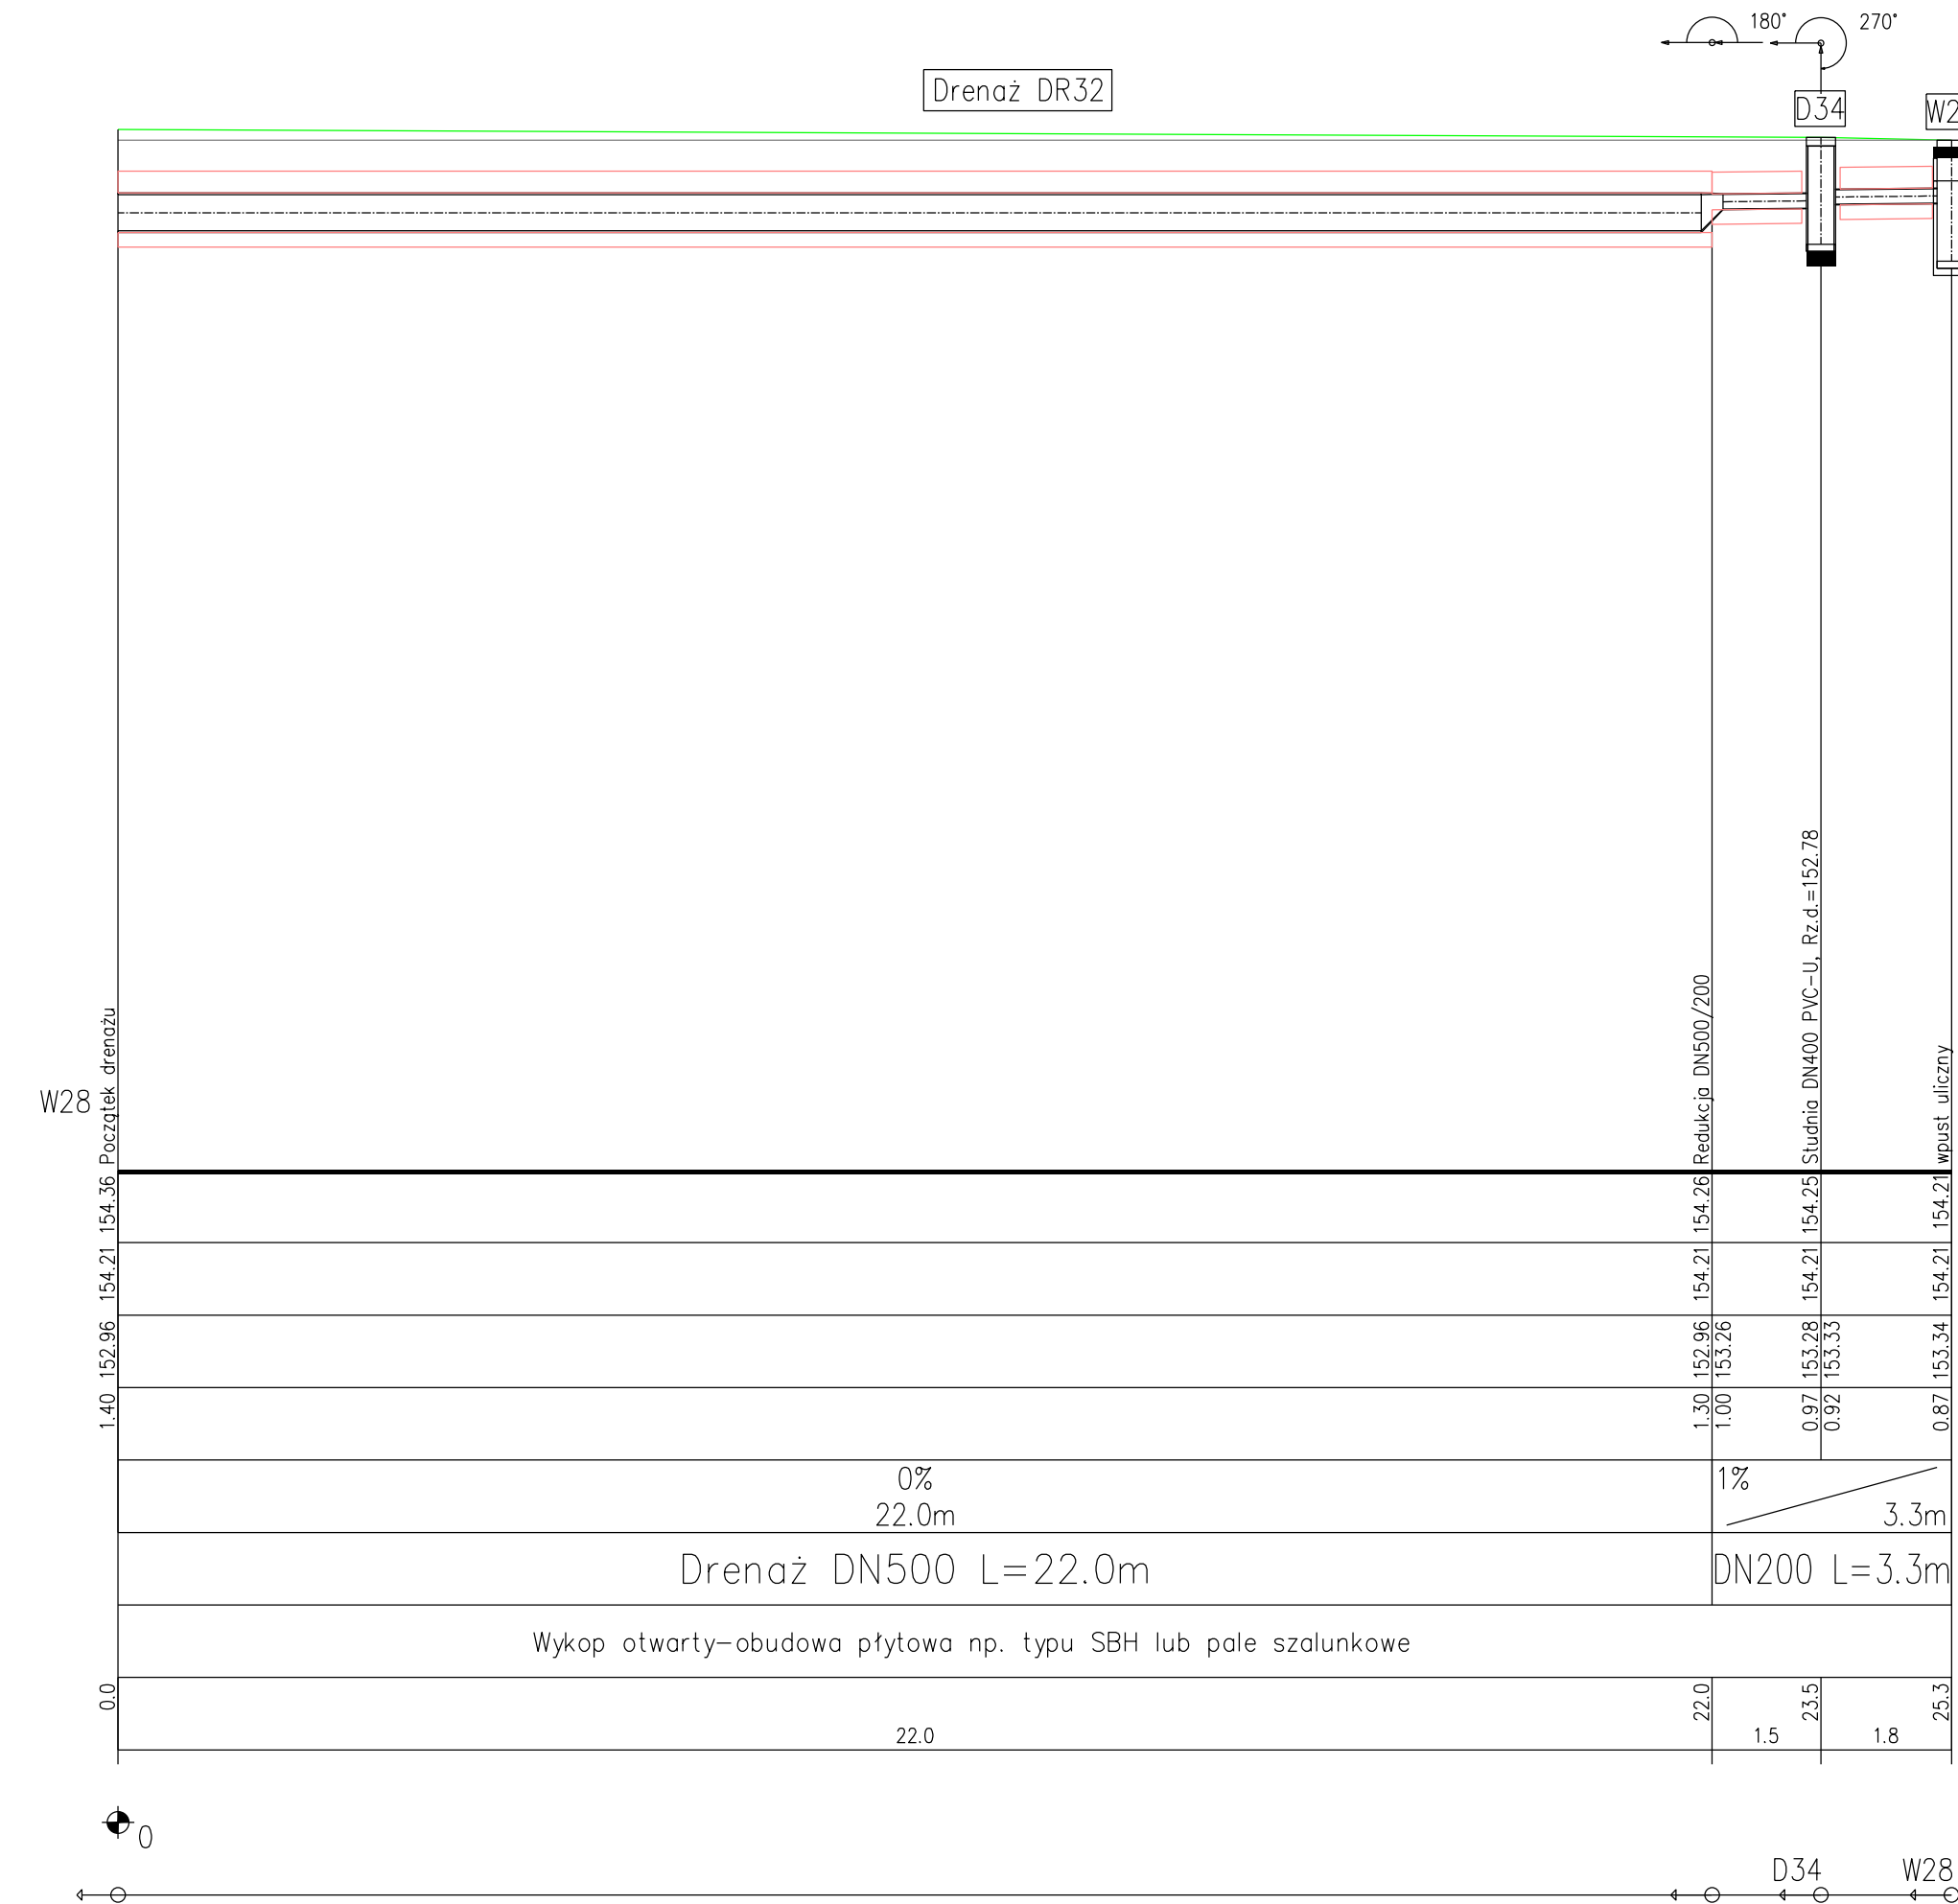 180° 270°
Drenaż DR32
D34
W2
W28
Początek drenażu
Redukcja DN500/200
Studnia DN400 PVC-U, Rz.d.=152.78
wpust uliczny
154.36 154.26 154.25 154.21
154.21 154.21 154.21 154.21
152.96 152.96 153.26 153.28 153.33 153.34
1.40 1.30 1.00 0.97 0.92 0.87
0% 1%
22.0m 3.3m
Drenaż DN500 L=22.0m DN200 L=3.3m
Wykop otwarty-obudowa płytowa np. typu SBH lub pale szalunkowe
0.0 22.0 23.5 25.3
22.0 1.5 1.8
0
D34 W28